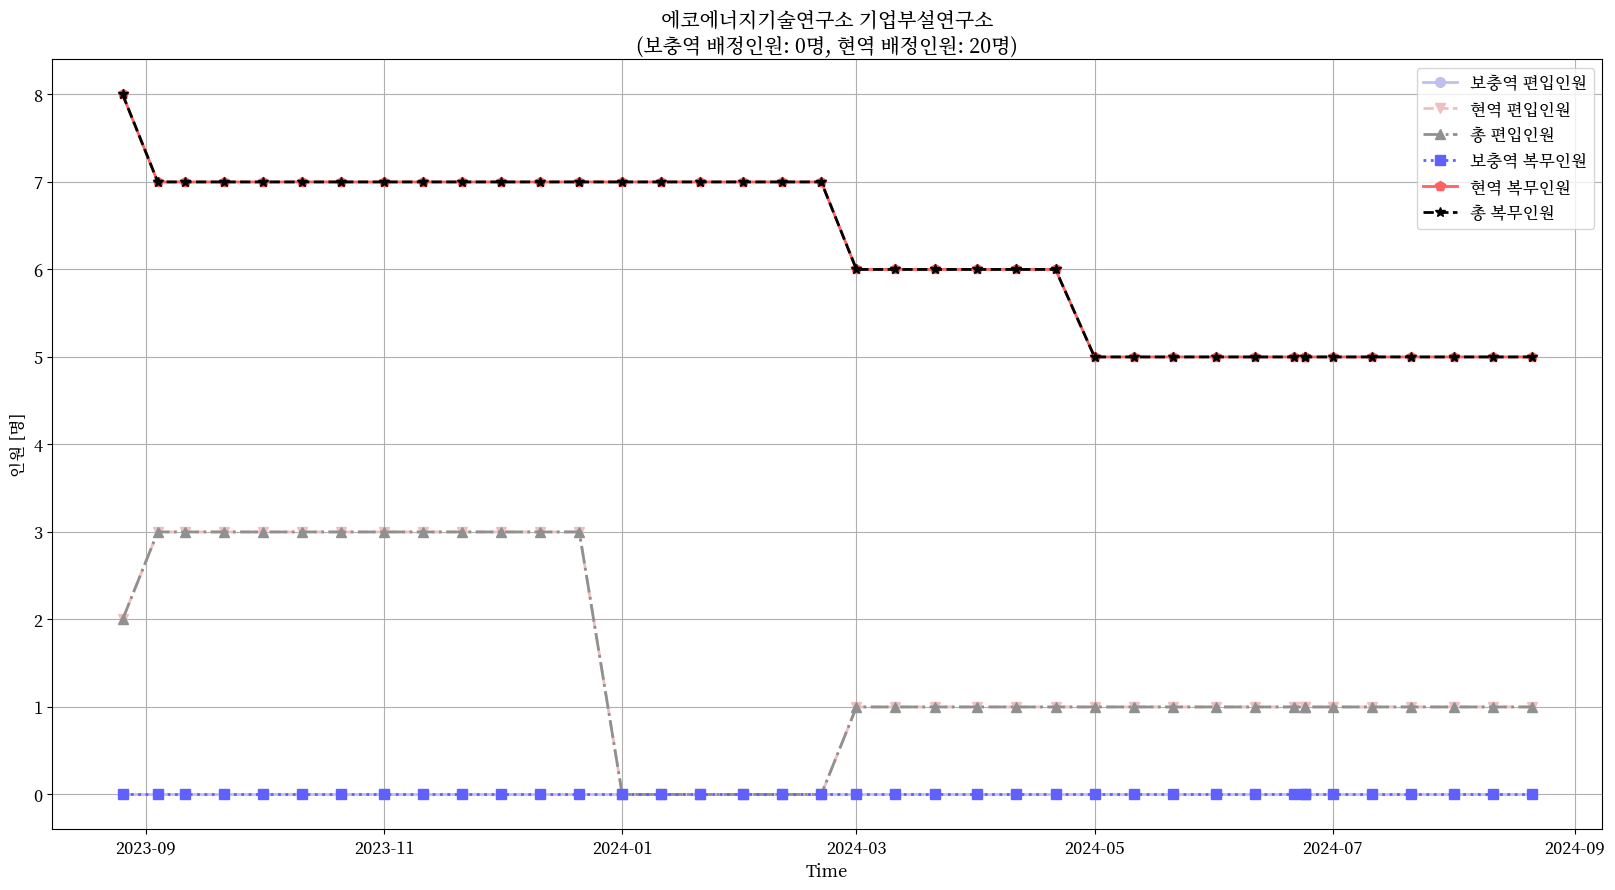 에코에너지기술연구소 기업부설연구소
(보충역 배정인원: 0명, 현역 배정인원: 20명)
보충역 편입인원
현역 편입인원
총 편입인원
보충역 복무인원
현역 복무인원
총 복무인원
인원 [명]
8
7
6
5
4
3
2
1
0
2023-09
2023-11
2024-01
2024-03
2024-05
2024-07
2024-09
Time